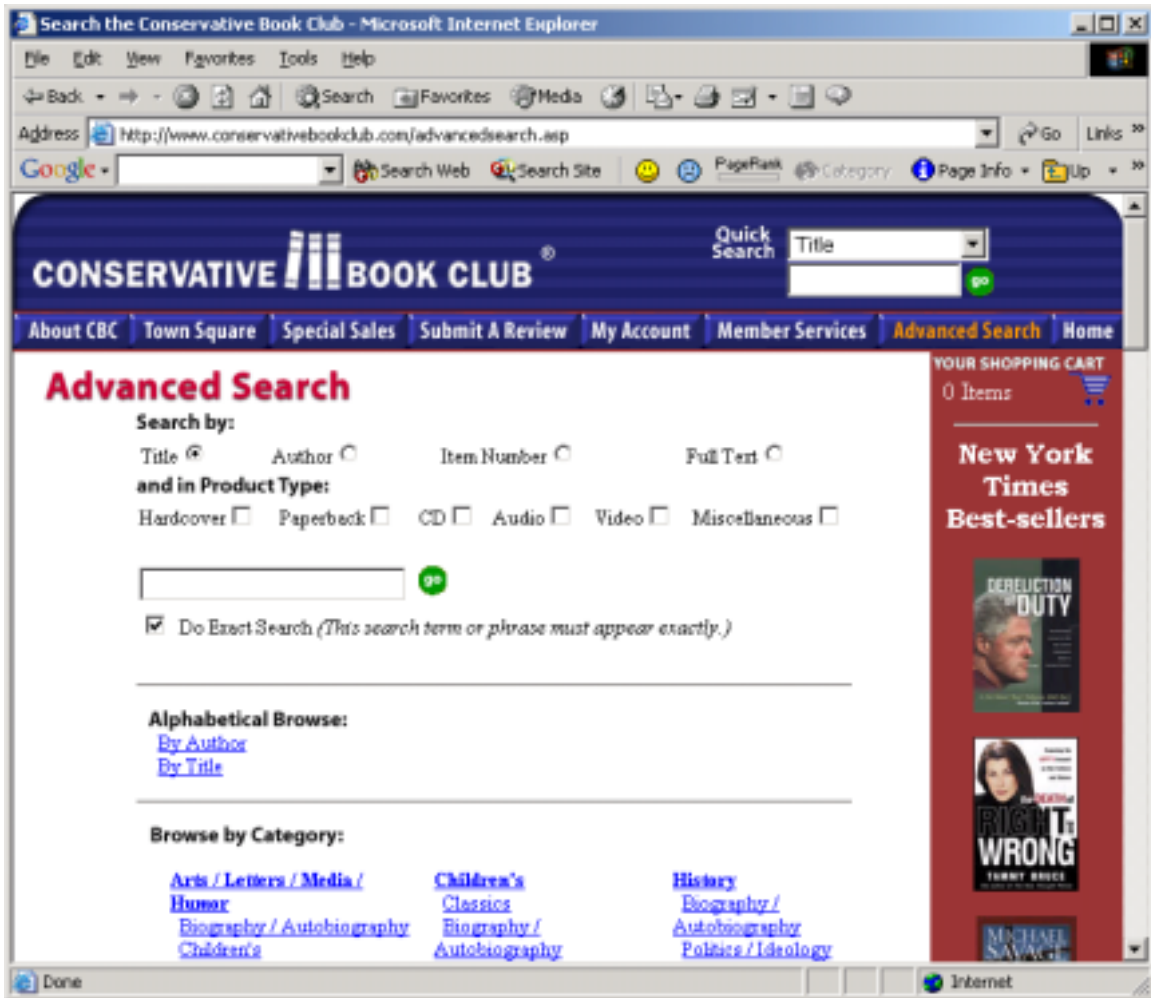 Search the Conservative Book Club - Microsoft Internet Explorer
File Edit View Favorites Tools Help
Back Search Favorites Media
Address http://www.conservativebookclub.com/advancedsearch.asp Go Links »
Google Search Web Search Site PageRank Category Page Info Up »
CONSERVATIVE BOOK CLUB ®
Quick Search Title
go
About CBC Town Square Special Sales Submit A Review My Account Member Services Advanced Search Home
Advanced Search
Search by:
Title Author Item Number Full Text
and in Product Type:
Hardcover Paperback CD Audio Video Miscellaneous
go
Do Exact Search (This search term or phrase must appear exactly.)
Alphabetical Browse:
By Author
By Title
Browse by Category:
Arts / Letters / Media /
Humor
Biography / Autobiography
Children's
Children's
Classics
Biography /
Autobiography
History
Biography /
Autobiography
Politics / Ideology
YOUR SHOPPING CART
0 Items
New York
Times
Best-sellers
DERELICTION
OF DUTY
The DEATH of
RIGHT &
WRONG
TAMMY BRUCE
MICHAEL
SAVAGE
Done Internet